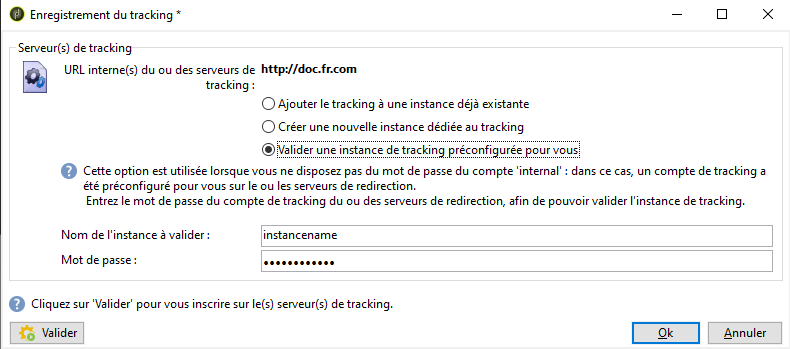 Enregistrement du tracking *
Serveur(s) de tracking
URL interne(s) du ou des serveurs de
tracking :
http://doc.fr.com
Ajouter le tracking à une instance déjà existante
Créer une nouvelle instance dédiée au tracking
Valider une instance de tracking préconfigurée pour vous
Cette option est utilisée lorsque vous ne disposez pas du mot de passe du compte 'internal' : dans ce cas, un compte de tracking a
été préconfiguré pour vous sur le ou les serveurs de redirection.
Entrez le mot de passe du compte de tracking du ou des serveurs de redirection, afin de pouvoir valider l'instance de tracking.
Nom de l'instance à valider :
instancename
Mot de passe :
••••••••••••
Cliquez sur 'Valider' pour vous inscrire sur le(s) serveur(s) de tracking.
Valider
Ok
Annuler